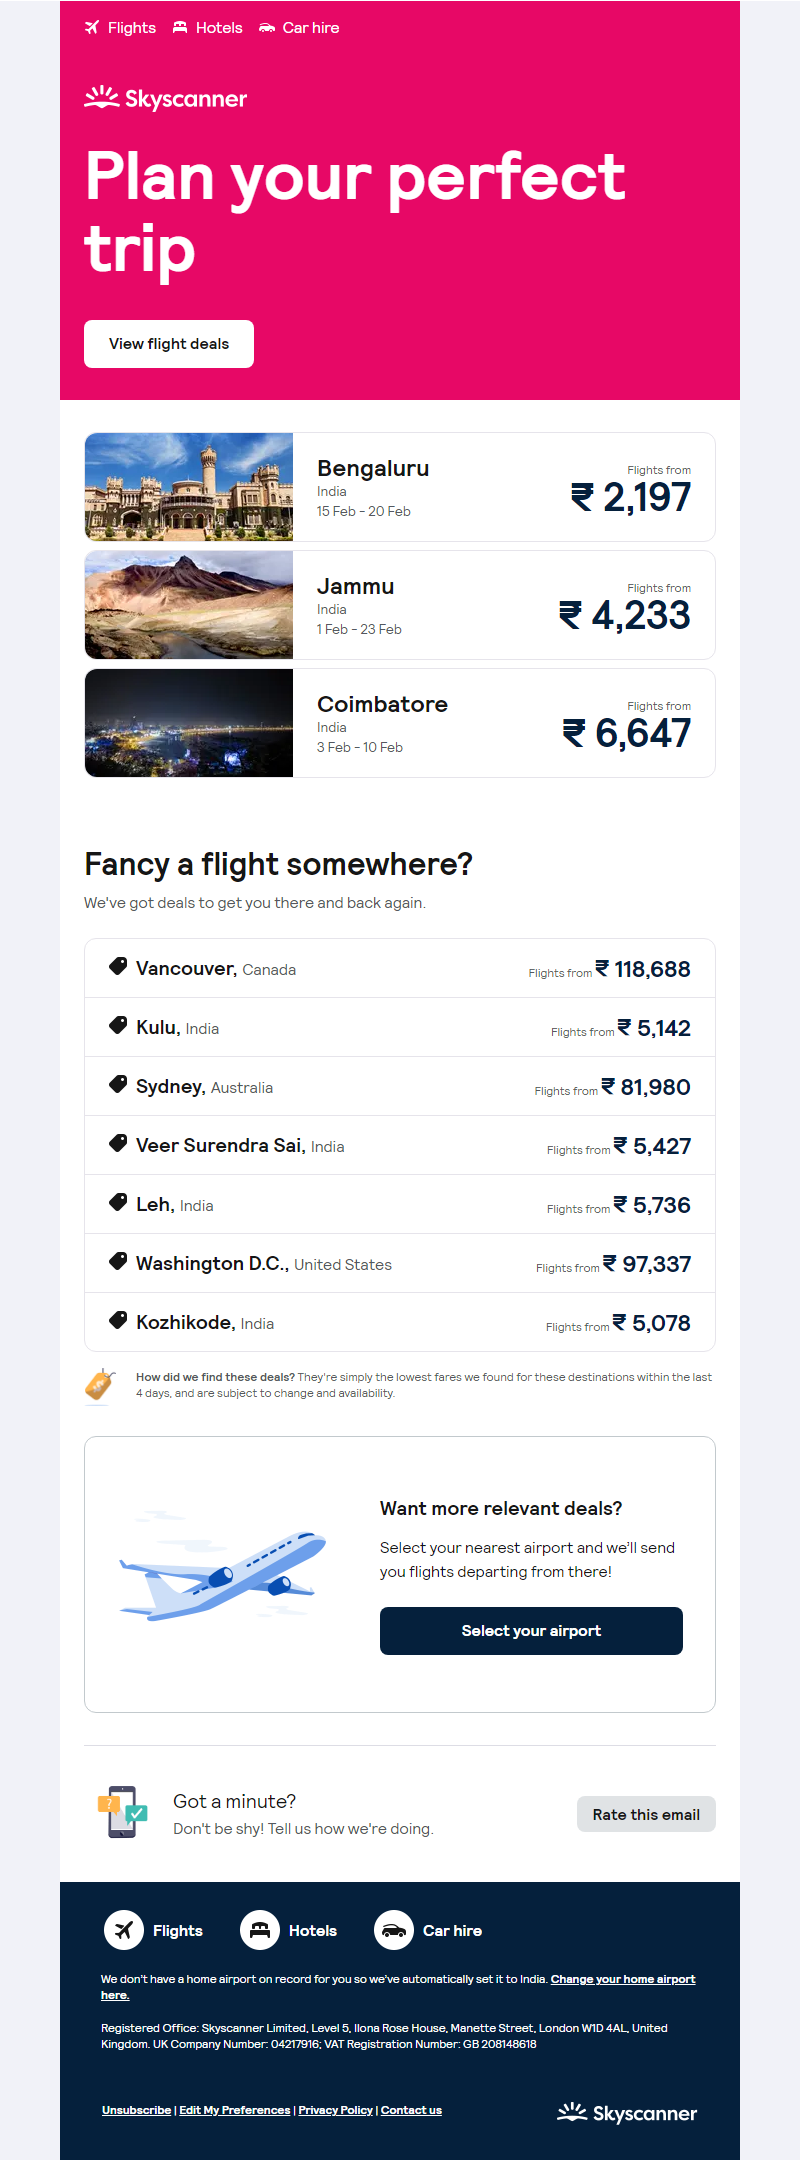 Flights Hotels Car hire
Skyscanner
Plan your perfect
trip
View flight deals
Bengaluru
India
15 Feb - 20 Feb
Flights from
₹ 2,197
Jammu
India
1 Feb - 23 Feb
Flights from
₹ 4,233
Coimbatore
India
3 Feb - 10 Feb
Flights from
₹ 6,647
Fancy a flight somewhere?
We've got deals to get you there and back again.
Vancouver, Canada Flights from ₹ 118,688
Kulu, India Flights from ₹ 5,142
Sydney, Australia Flights from ₹ 81,980
Veer Surendra Sai, India Flights from ₹ 5,427
Leh, India Flights from ₹ 5,736
Washington D.C., United States Flights from ₹ 97,337
Kozhikode, India Flights from ₹ 5,078
How did we find these deals? They're simply the lowest fares we found for these destinations within the last
4 days, and are subject to change and availability.
Want more relevant deals?
Select your nearest airport and we'll send
you flights departing from there!
Select your airport
?
Got a minute?
Don't be shy! Tell us how we're doing.
Rate this email
Flights Hotels Car hire
We don't have a home airport on record for you so we've automatically set it to India. Change your home airport
here.
Registered Office: Skyscanner Limited, Level 5, Ilona Rose House, Manette Street, London W1D 4AL, United
Kingdom. UK Company Number: 04217916; VAT Registration Number: GB 208148618
Unsubscribe | Edit My Preferences | Privacy Policy | Contact us
Skyscanner